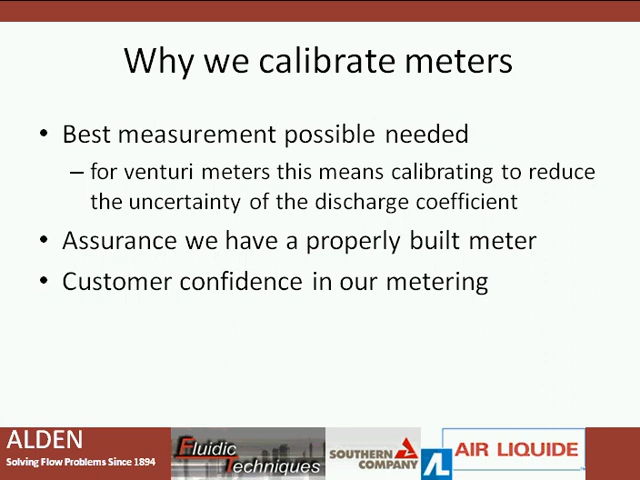 Why we calibrate meters
• Best measurement possible needed
– for venturi meters this means calibrating to reduce
the uncertainty of the discharge coefficient
• Assurance we have a properly built meter
• Customer confidence in our metering
ALDEN
Solving Flow Problems Since 1894
Fluidic
Techniques
SOUTHERN
COMPANY
AL
AIR LIQUIDE